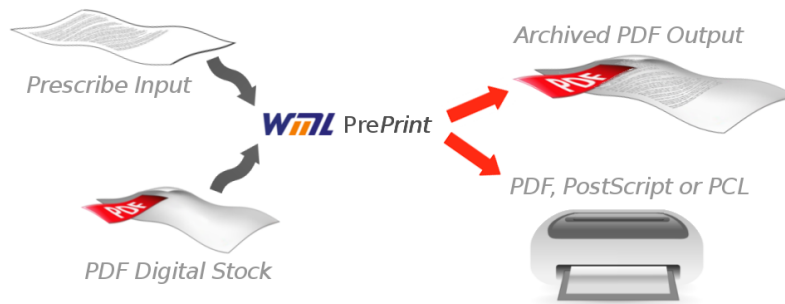 Archived PDF Output
Prescribe Input
PDF
WML PrePrint
PDF, PostScript or PCL
PDF
PDF Digital Stock